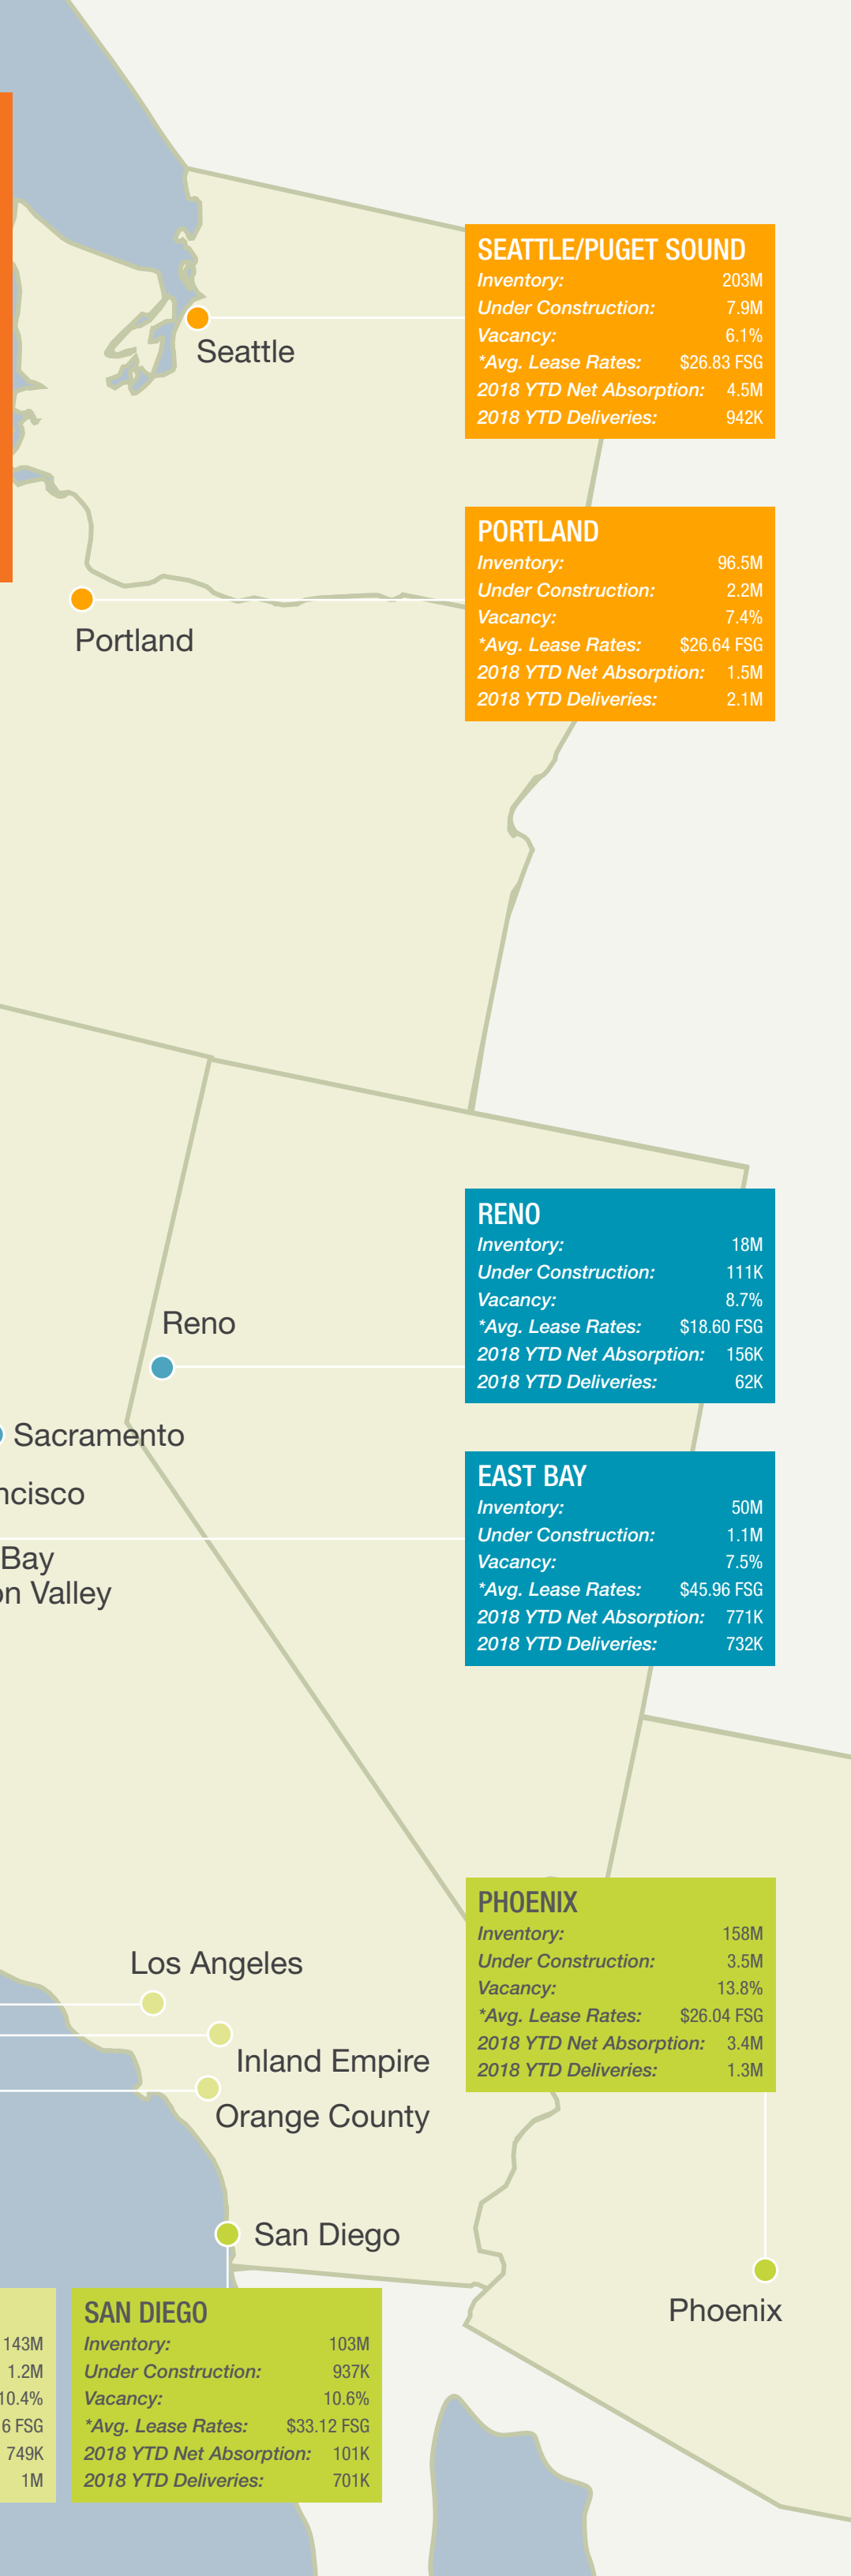 SEATTLE/PUGET SOUND
Inventory: 203M
Under Construction: 7.9M
Vacancy: 6.1%
*Avg. Lease Rates: $26.83 FSG
2018 YTD Net Absorption: 4.5M
2018 YTD Deliveries: 942K
Seattle
PORTLAND
Inventory: 96.5M
Under Construction: 2.2M
Vacancy: 7.4%
*Avg. Lease Rates: $26.64 FSG
2018 YTD Net Absorption: 1.5M
2018 YTD Deliveries: 2.1M
Portland
RENO
Inventory: 18M
Under Construction: 111K
Vacancy: 8.7%
*Avg. Lease Rates: $18.60 FSG
2018 YTD Net Absorption: 156K
2018 YTD Deliveries: 62K
Reno
Sacramento
ncisco
Bay
on Valley
EAST BAY
Inventory: 50M
Under Construction: 1.1M
Vacancy: 7.5%
*Avg. Lease Rates: $45.96 FSG
2018 YTD Net Absorption: 771K
2018 YTD Deliveries: 732K
PHOENIX
Inventory: 158M
Under Construction: 3.5M
Vacancy: 13.8%
*Avg. Lease Rates: $26.04 FSG
2018 YTD Net Absorption: 3.4M
2018 YTD Deliveries: 1.3M
Los Angeles
Inland Empire
Orange County
San Diego
Phoenix
143M
1.2M
10.4%
6 FSG
749K
1M
SAN DIEGO
Inventory: 103M
Under Construction: 937K
Vacancy: 10.6%
*Avg. Lease Rates: $33.12 FSG
2018 YTD Net Absorption: 101K
2018 YTD Deliveries: 701K